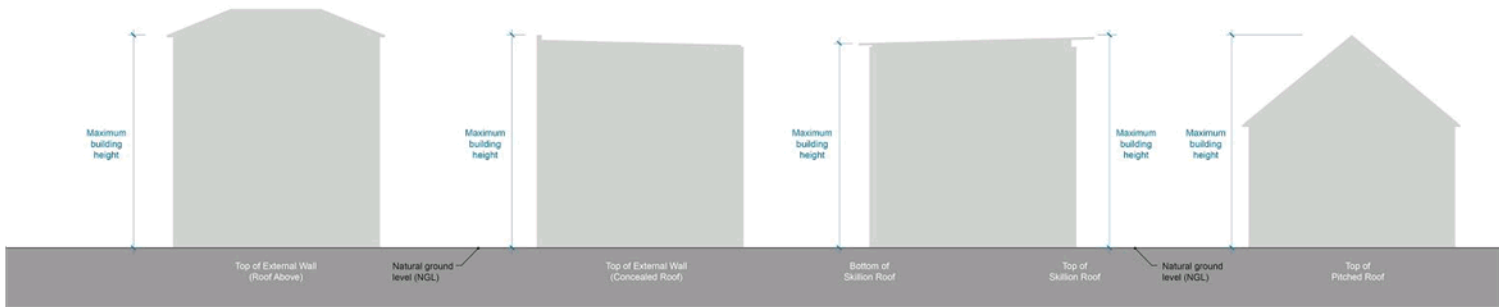 Maximum
building
height
Maximum
building
height
Maximum
building
height
Maximum
building
height
Maximum
building
height
Top of External Wall
(Roof Above)
Natural ground
level (NGL)
Top of External Wall
(Concealed Roof)
Bottom of
Skillion Roof
Top of
Skillion Roof
Natural ground
level (NGL)
Top of
Pitched Roof